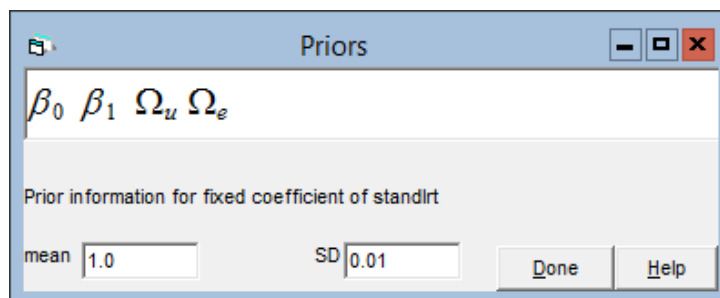 Priors
β₀ β₁ Ωᵤ Ωₑ
Prior information for fixed coefficient of standlrt
mean 1.0 SD 0.01 Done Help